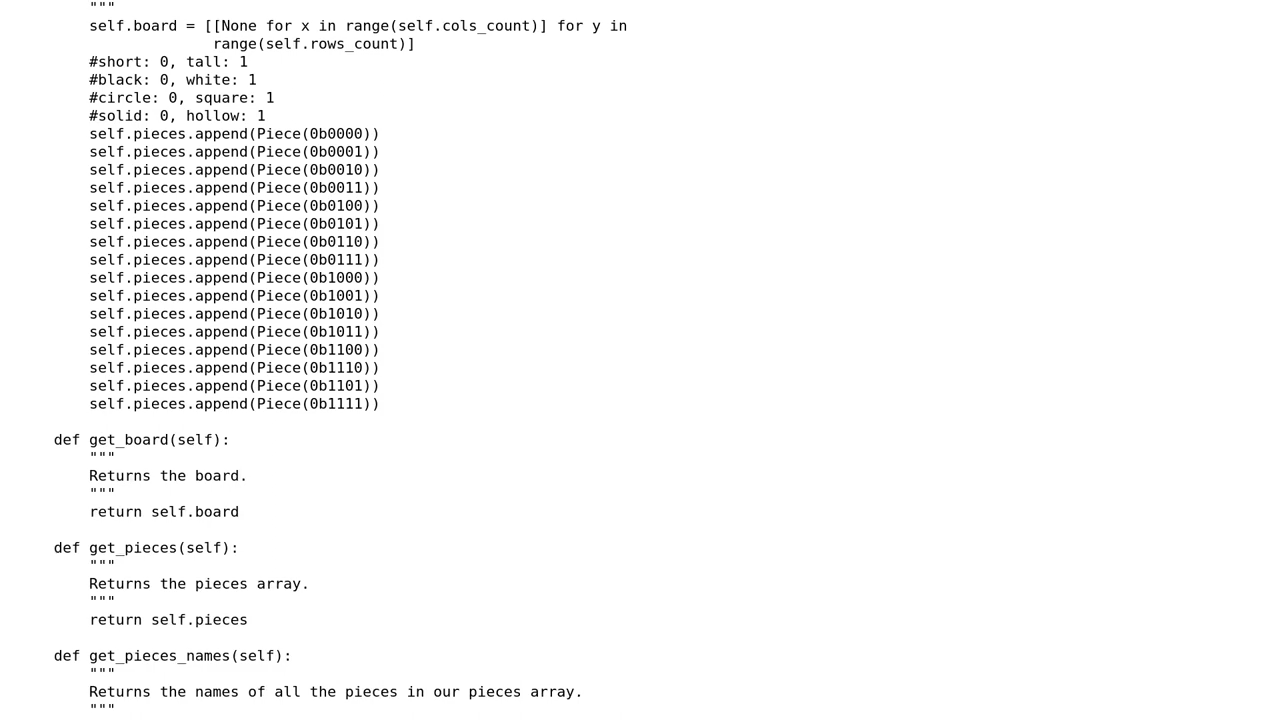 """
        self.board = [[None for x in range(self.cols_count)] for y in
                      range(self.rows_count)]
        #short: 0, tall: 1
        #black: 0, white: 1
        #circle: 0, square: 1
        #solid: 0, hollow: 1
        self.pieces.append(Piece(0b0000))
        self.pieces.append(Piece(0b0001))
        self.pieces.append(Piece(0b0010))
        self.pieces.append(Piece(0b0011))
        self.pieces.append(Piece(0b0100))
        self.pieces.append(Piece(0b0101))
        self.pieces.append(Piece(0b0110))
        self.pieces.append(Piece(0b0111))
        self.pieces.append(Piece(0b1000))
        self.pieces.append(Piece(0b1001))
        self.pieces.append(Piece(0b1010))
        self.pieces.append(Piece(0b1011))
        self.pieces.append(Piece(0b1100))
        self.pieces.append(Piece(0b1110))
        self.pieces.append(Piece(0b1101))
        self.pieces.append(Piece(0b1111))

    def get_board(self):
        """
        Returns the board.
        """
        return self.board

    def get_pieces(self):
        """
        Returns the pieces array.
        """
        return self.pieces

    def get_pieces_names(self):
        """
        Returns the names of all the pieces in our pieces array.
        """